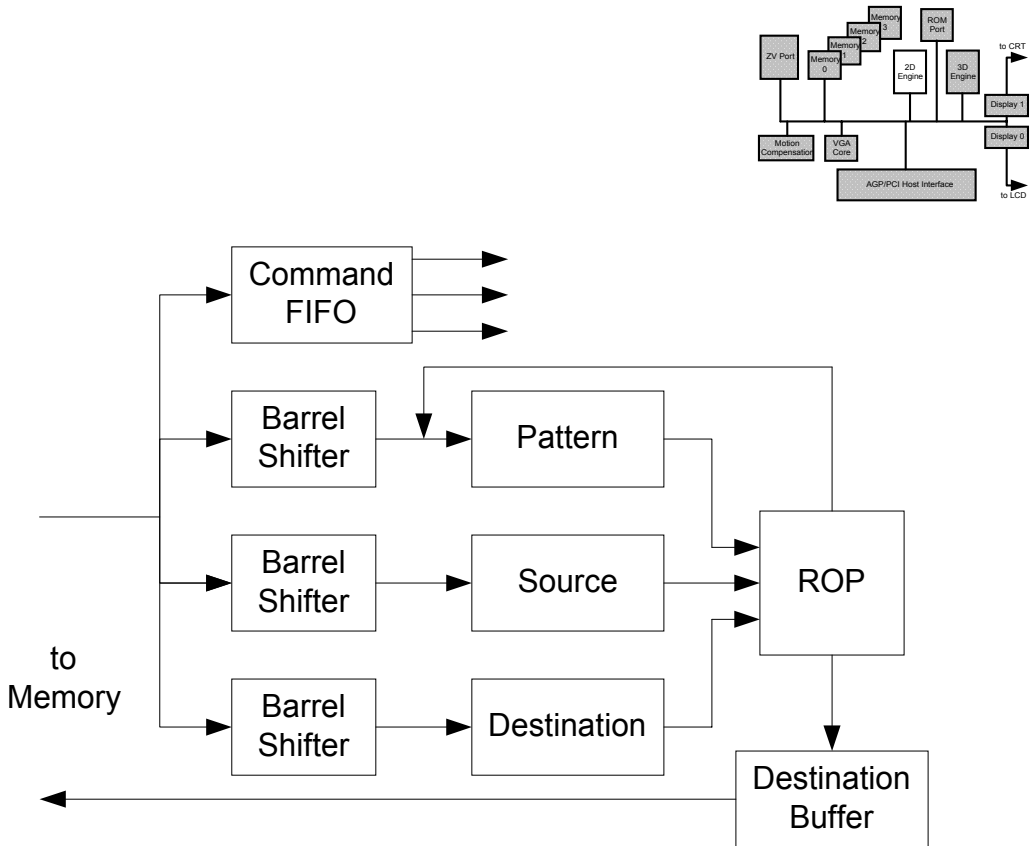 Memory
3
Memory
2
Memory
1
Memory
0
ZV Port
ROM
Port
to CRT
2D
Engine
3D
Engine
Display 1
Display 0
Motion
Compensation
VGA
Core
AGP/PCI Host Interface
to LCD
Command
FIFO
Barrel
Shifter
Pattern
Barrel
Shifter
Source
ROP
to
Memory
Barrel
Shifter
Destination
Destination
Buffer